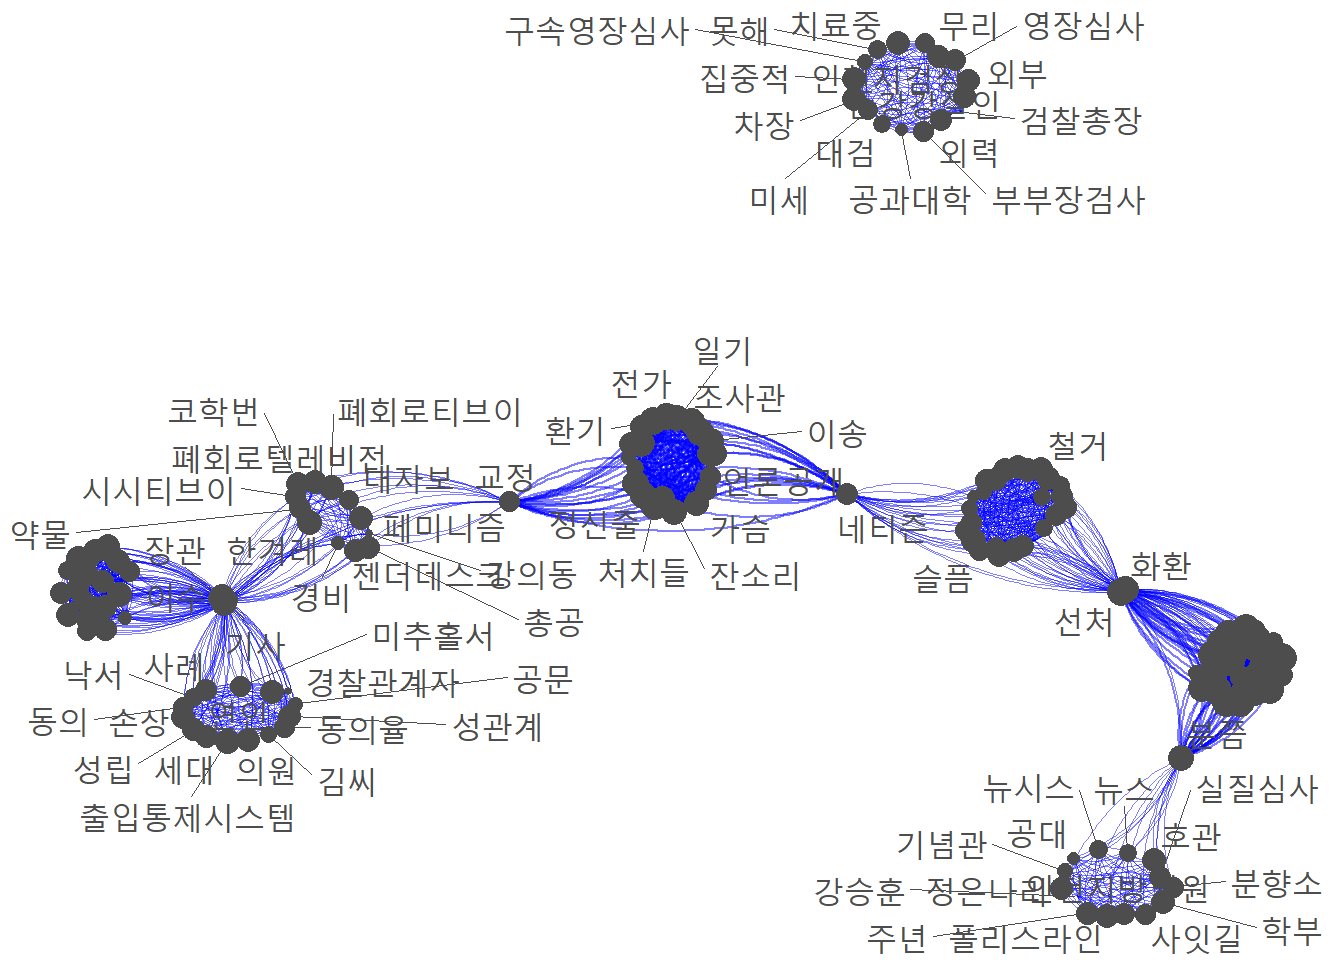 구속영장심사 못해 치료중 무리 영장심사
집중적 외부
차장 검찰총장
대검 외력
미세 공과대학 부부장검사
일기
전가 조사관
환기 이송
코학번 폐회로티브이
폐회로텔레비전
시시티브이 대자보 교정 언론공개
약물 페미니즘 정신줄 가슴 네티즌
철거
장관 한겨레 젠더데스크 강의동 처치들 잔소리 슬픔 화환
경비 총공 선처
기사 미추홀서
낙서 사례 경찰관계자 공문
동의 손상 동의율 성관계
성립 세대 의원 김씨
출입통제시스템
뉴시스 뉴스 실질심사
기념관 공대 호관
강승훈 정은나리 분향소
주년 폴리스라인 사잇길 학부